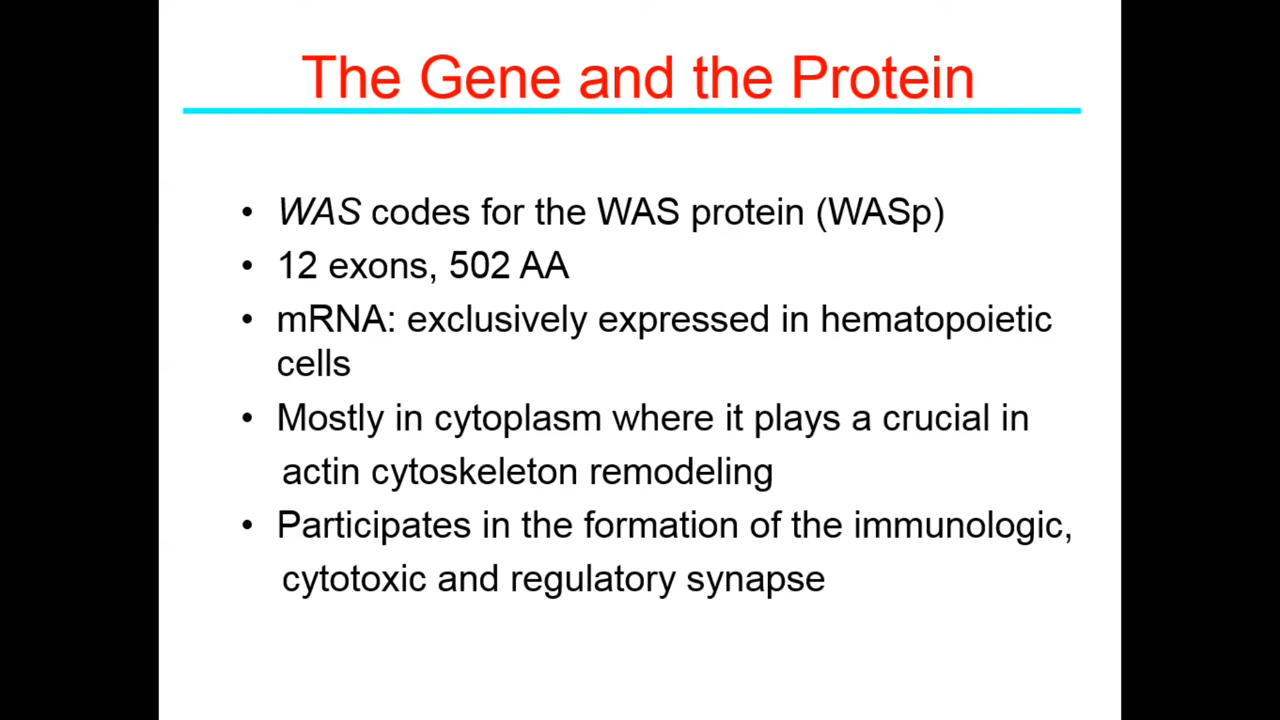 The Gene and the Protein
• WAS codes for the WAS protein (WASp)
• 12 exons, 502 AA
• mRNA: exclusively expressed in hematopoietic
cells
• Mostly in cytoplasm where it plays a crucial in
actin cytoskeleton remodeling
• Participates in the formation of the immunologic,
cytotoxic and regulatory synapse